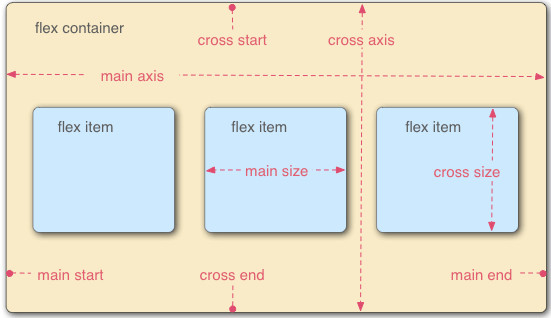 flex container
cross start
cross axis
main axis
flex item
flex item
flex item
main size
cross size
main start
cross end
main end